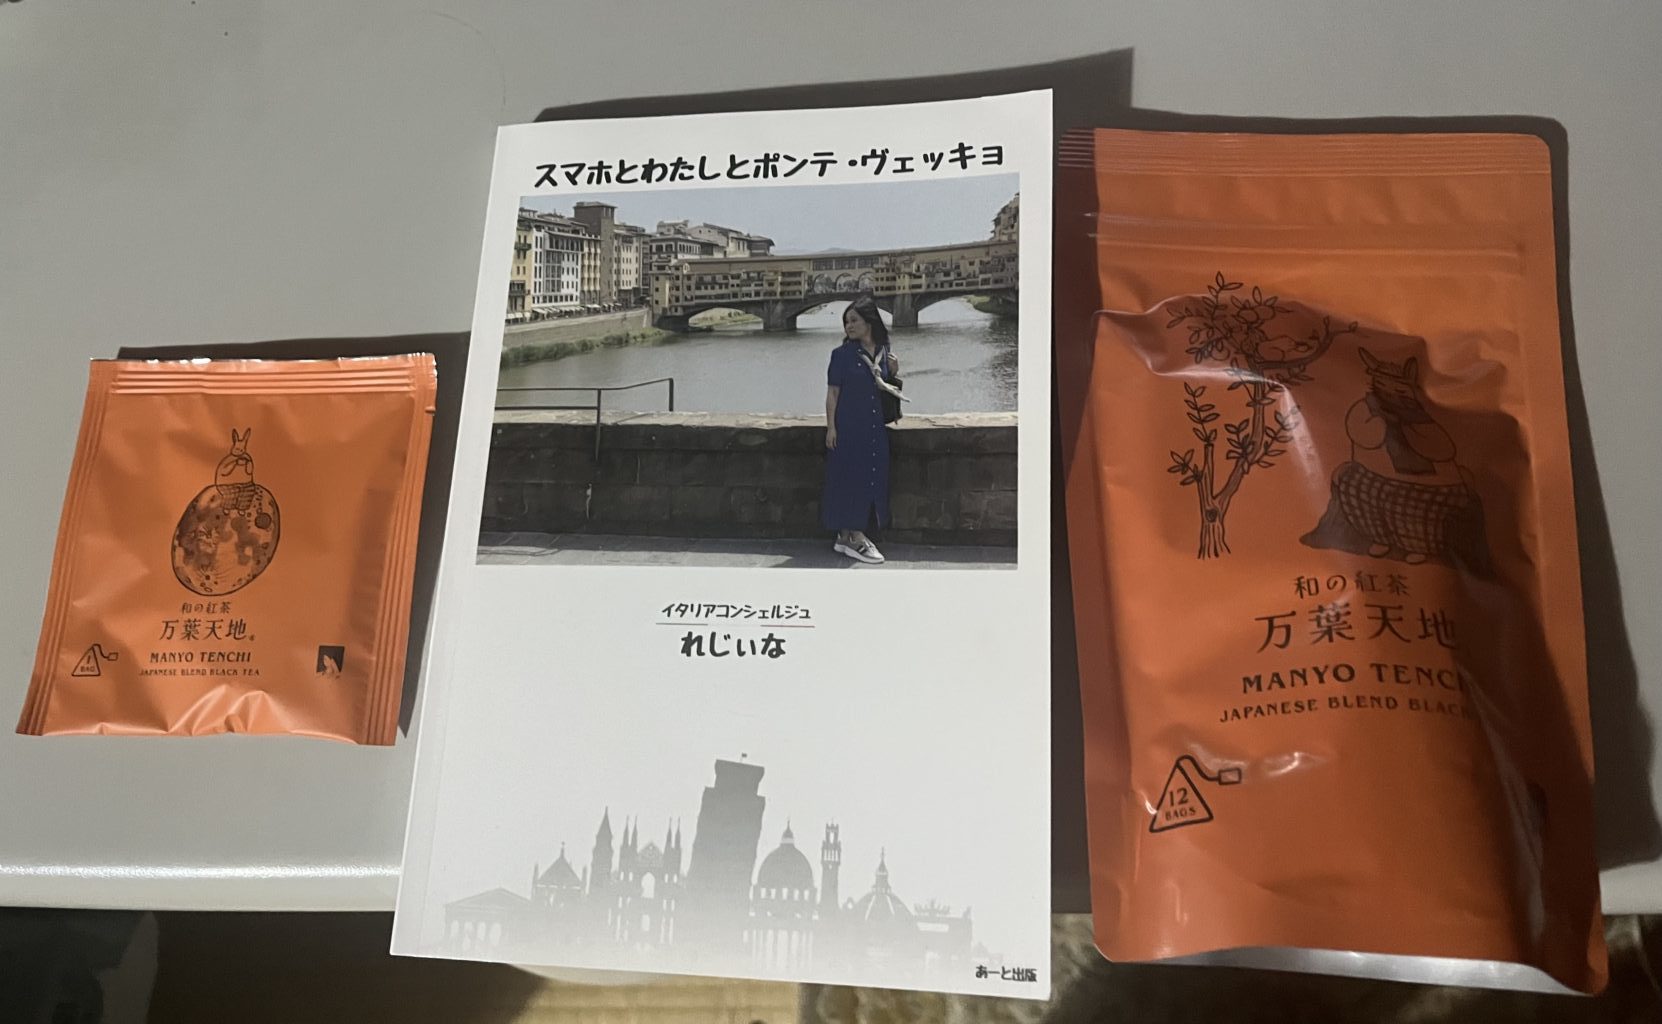 和の紅茶
万葉天地
MANYO TENCHI
JAPANESE BLEND BLACK TEA
1
BAG
スマホとわたしとポンテ・ヴェッキョ
イタリアコンシェルジュ
れじぃな
あーと出版
和の紅茶
万葉天地
MANYO TENC
JAPANESE BLEND BLACK
12
BAGS